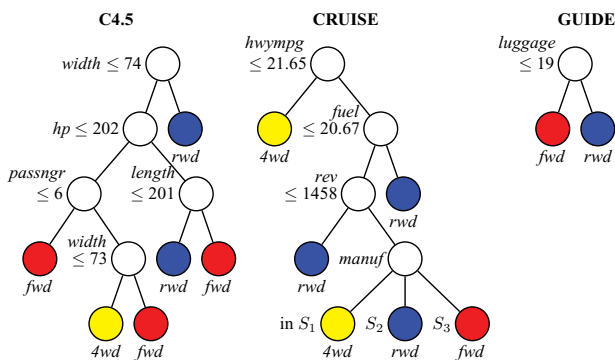 C4.5
CRUISE
GUIDE
width ≤ 74
hp ≤ 202
rwd
passngr
≤ 6
length
≤ 201
fwd
width
≤ 73
rwd
fwd
4wd
fwd
hwympg
≤ 21.65
4wd
fuel
≤ 20.67
rev
≤ 1458
rwd
rwd
manuf
in S1
4wd
S2
rwd
S3
fwd
luggage
≤ 19
fwd
rwd